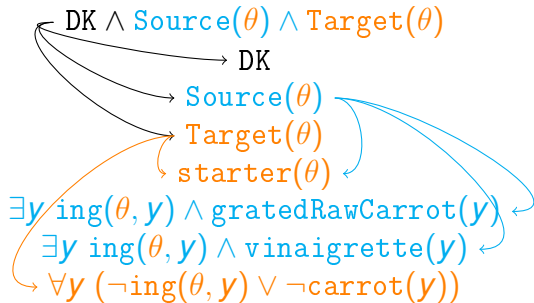 DK ∧ Source(θ) ∧ Target(θ)
DK
Source(θ)
Target(θ)
starter(θ)
∃y ing(θ, y) ∧ gratedRawCarrot(y)
∃y ing(θ, y) ∧ vinaigrette(y)
∀y (¬ing(θ, y) ∨ ¬carrot(y))